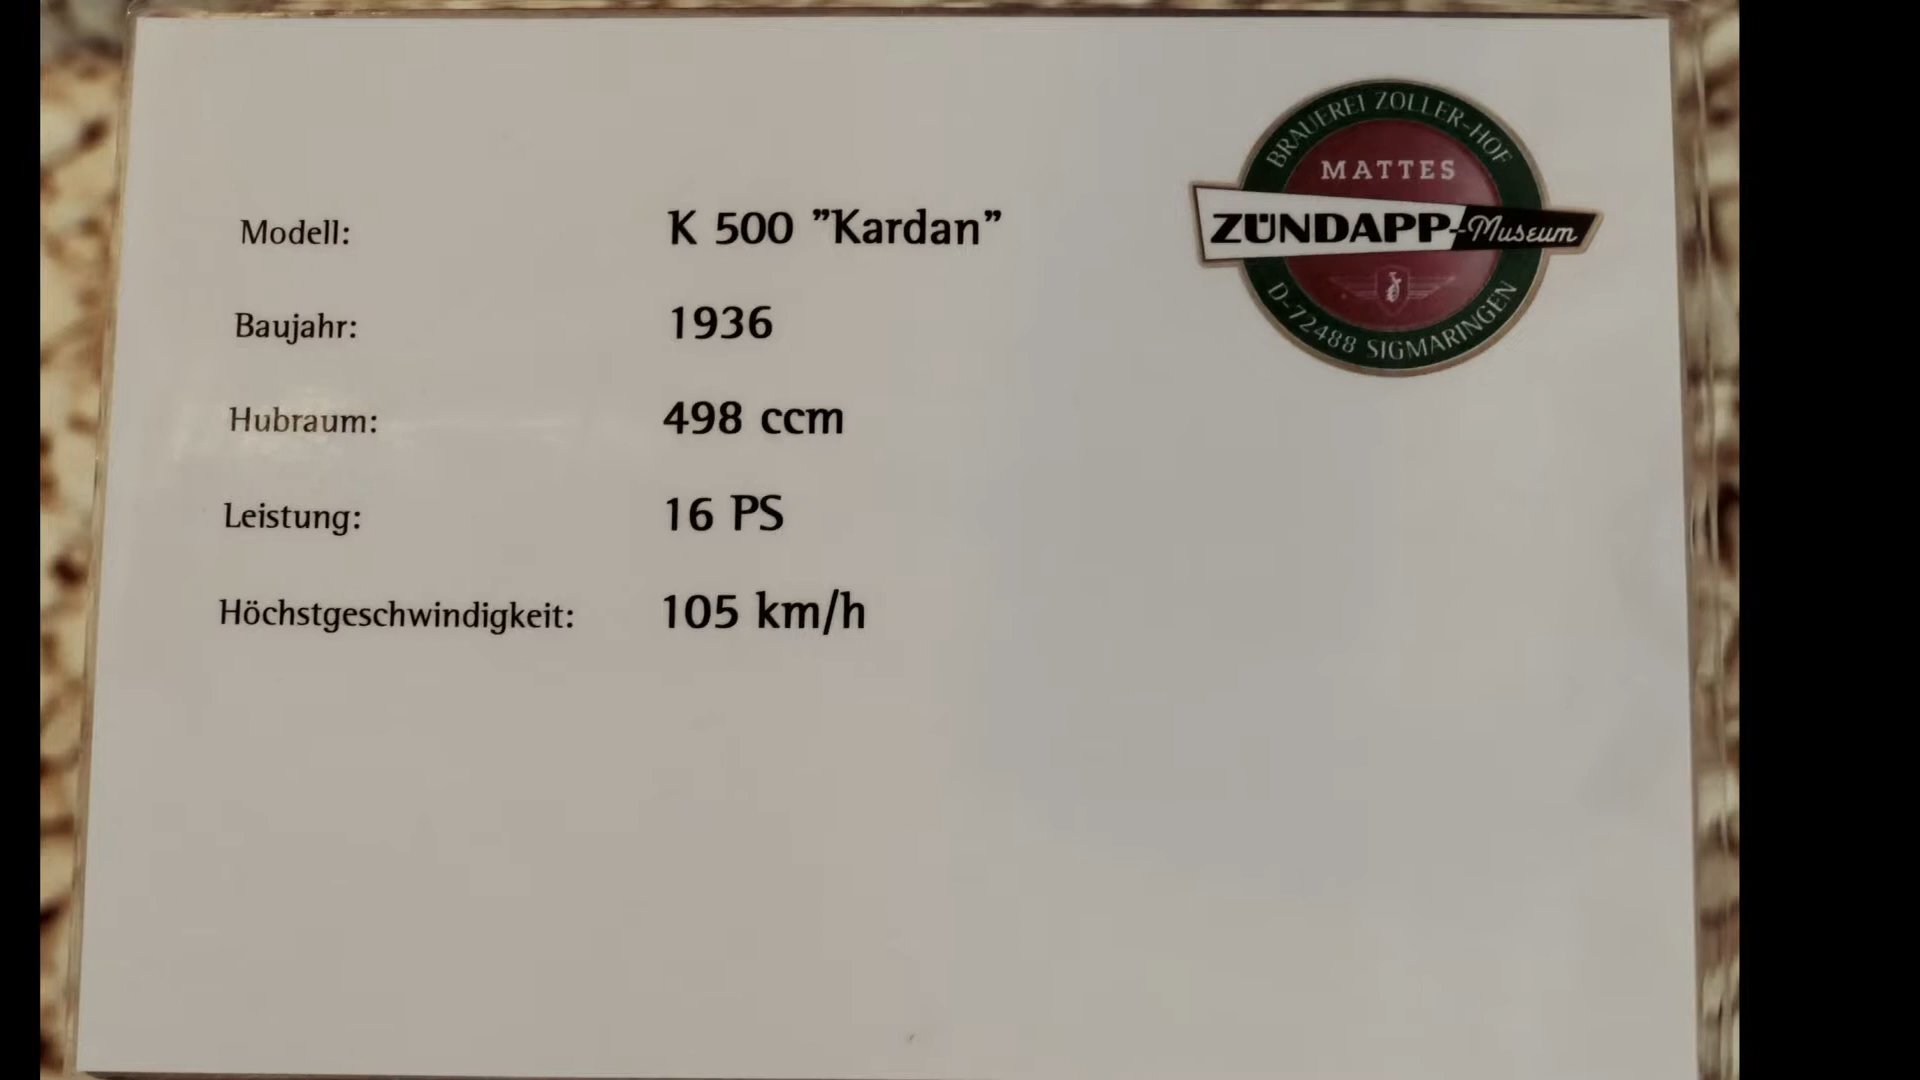 BRAUEREI ZOLLER-HOF
MATTES
ZÜNDAPP-Museum
D-72488 SIGMARINGEN
Modell: K 500 ”Kardan”
Baujahr: 1936
Hubraum: 498 ccm
Leistung: 16 PS
Höchstgeschwindigkeit: 105 km/h